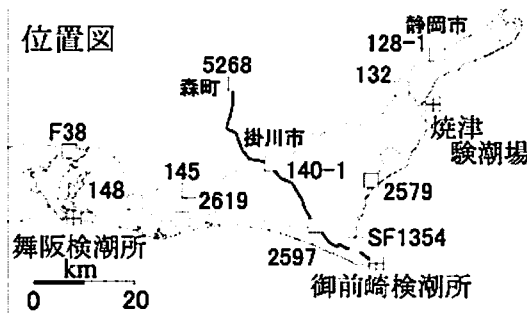 位置図
静岡市
128-1
132
5268
森町
焼津
験潮場
F38
掛川市
145
140-1
148
2619
2579
舞阪検潮所
SF1354
2597
km
0 20
御前崎検潮所